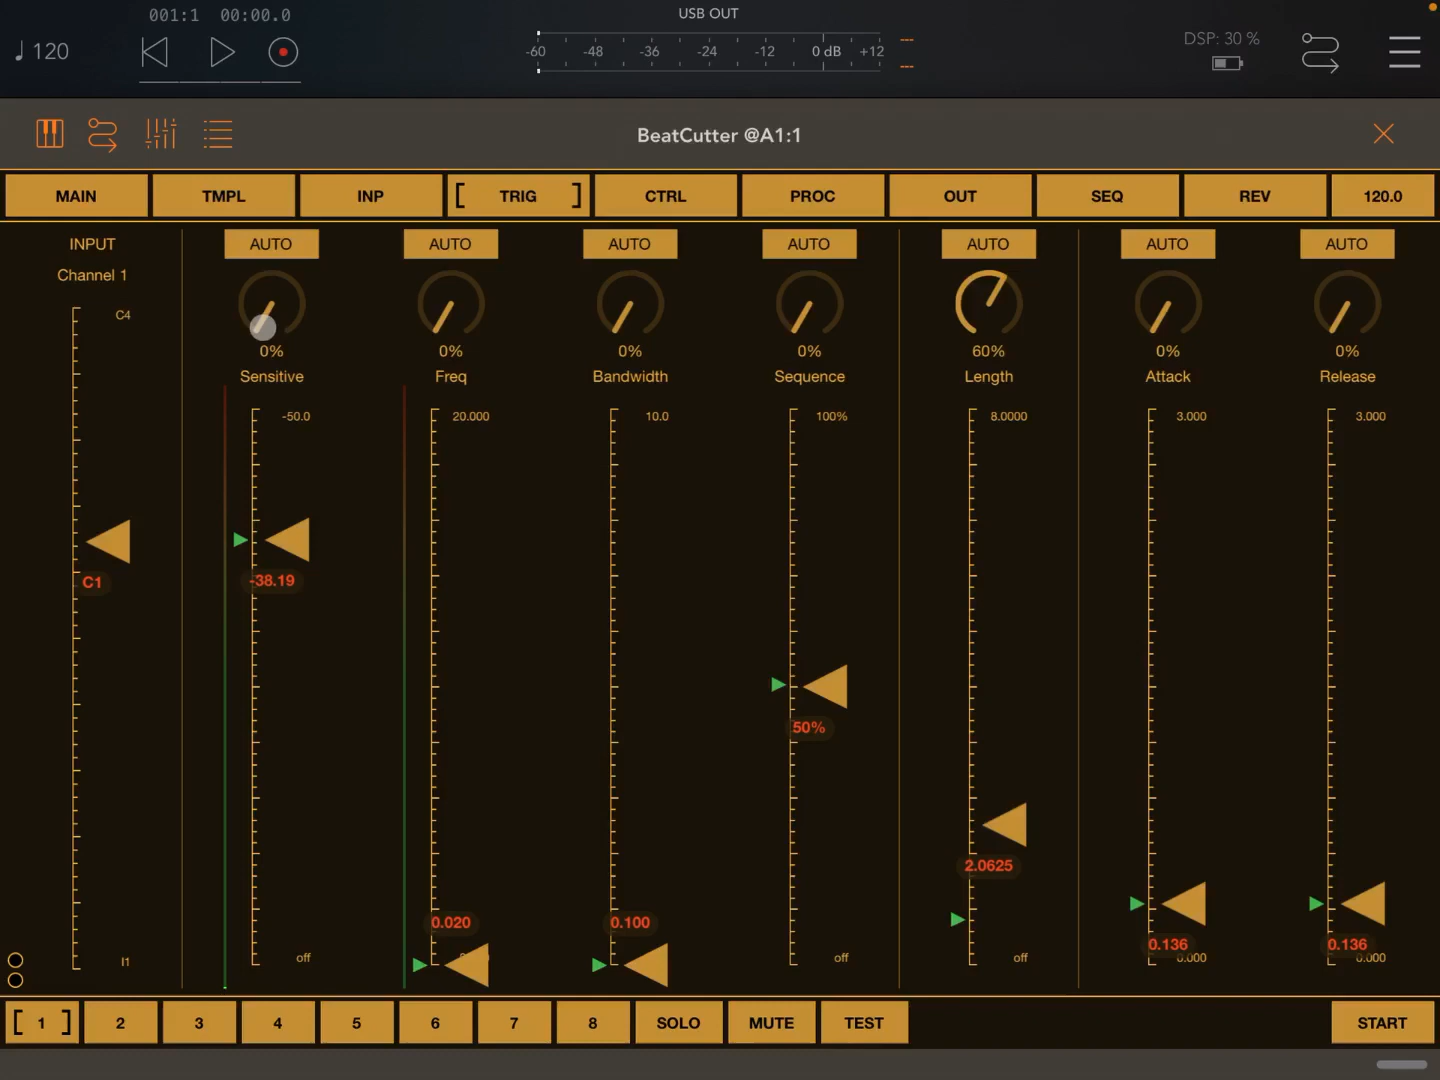 001:1 00:00.0
USB OUT
120
-60 -48 -36 -24 -12 0 dB +12
DSP: 30 %
BeatCutter @A1:1
MAIN TMPL INP [ TRIG ] CTRL PROC OUT SEQ REV 120.0
INPUT AUTO AUTO AUTO AUTO AUTO AUTO AUTO
Channel 1
C4
0% 0% 0% 0% 60% 0% 0%
Sensitive Freq Bandwidth Sequence Length Attack Release
-50.0 20.000 10.0 100% 8.0000 3.000 3.000
C1 -38.19
50%
2.0625
0.020 0.100
0.136 0.136
I1 off off off 0.000 0.000
[ 1 ] 2 3 4 5 6 7 8 SOLO MUTE TEST START